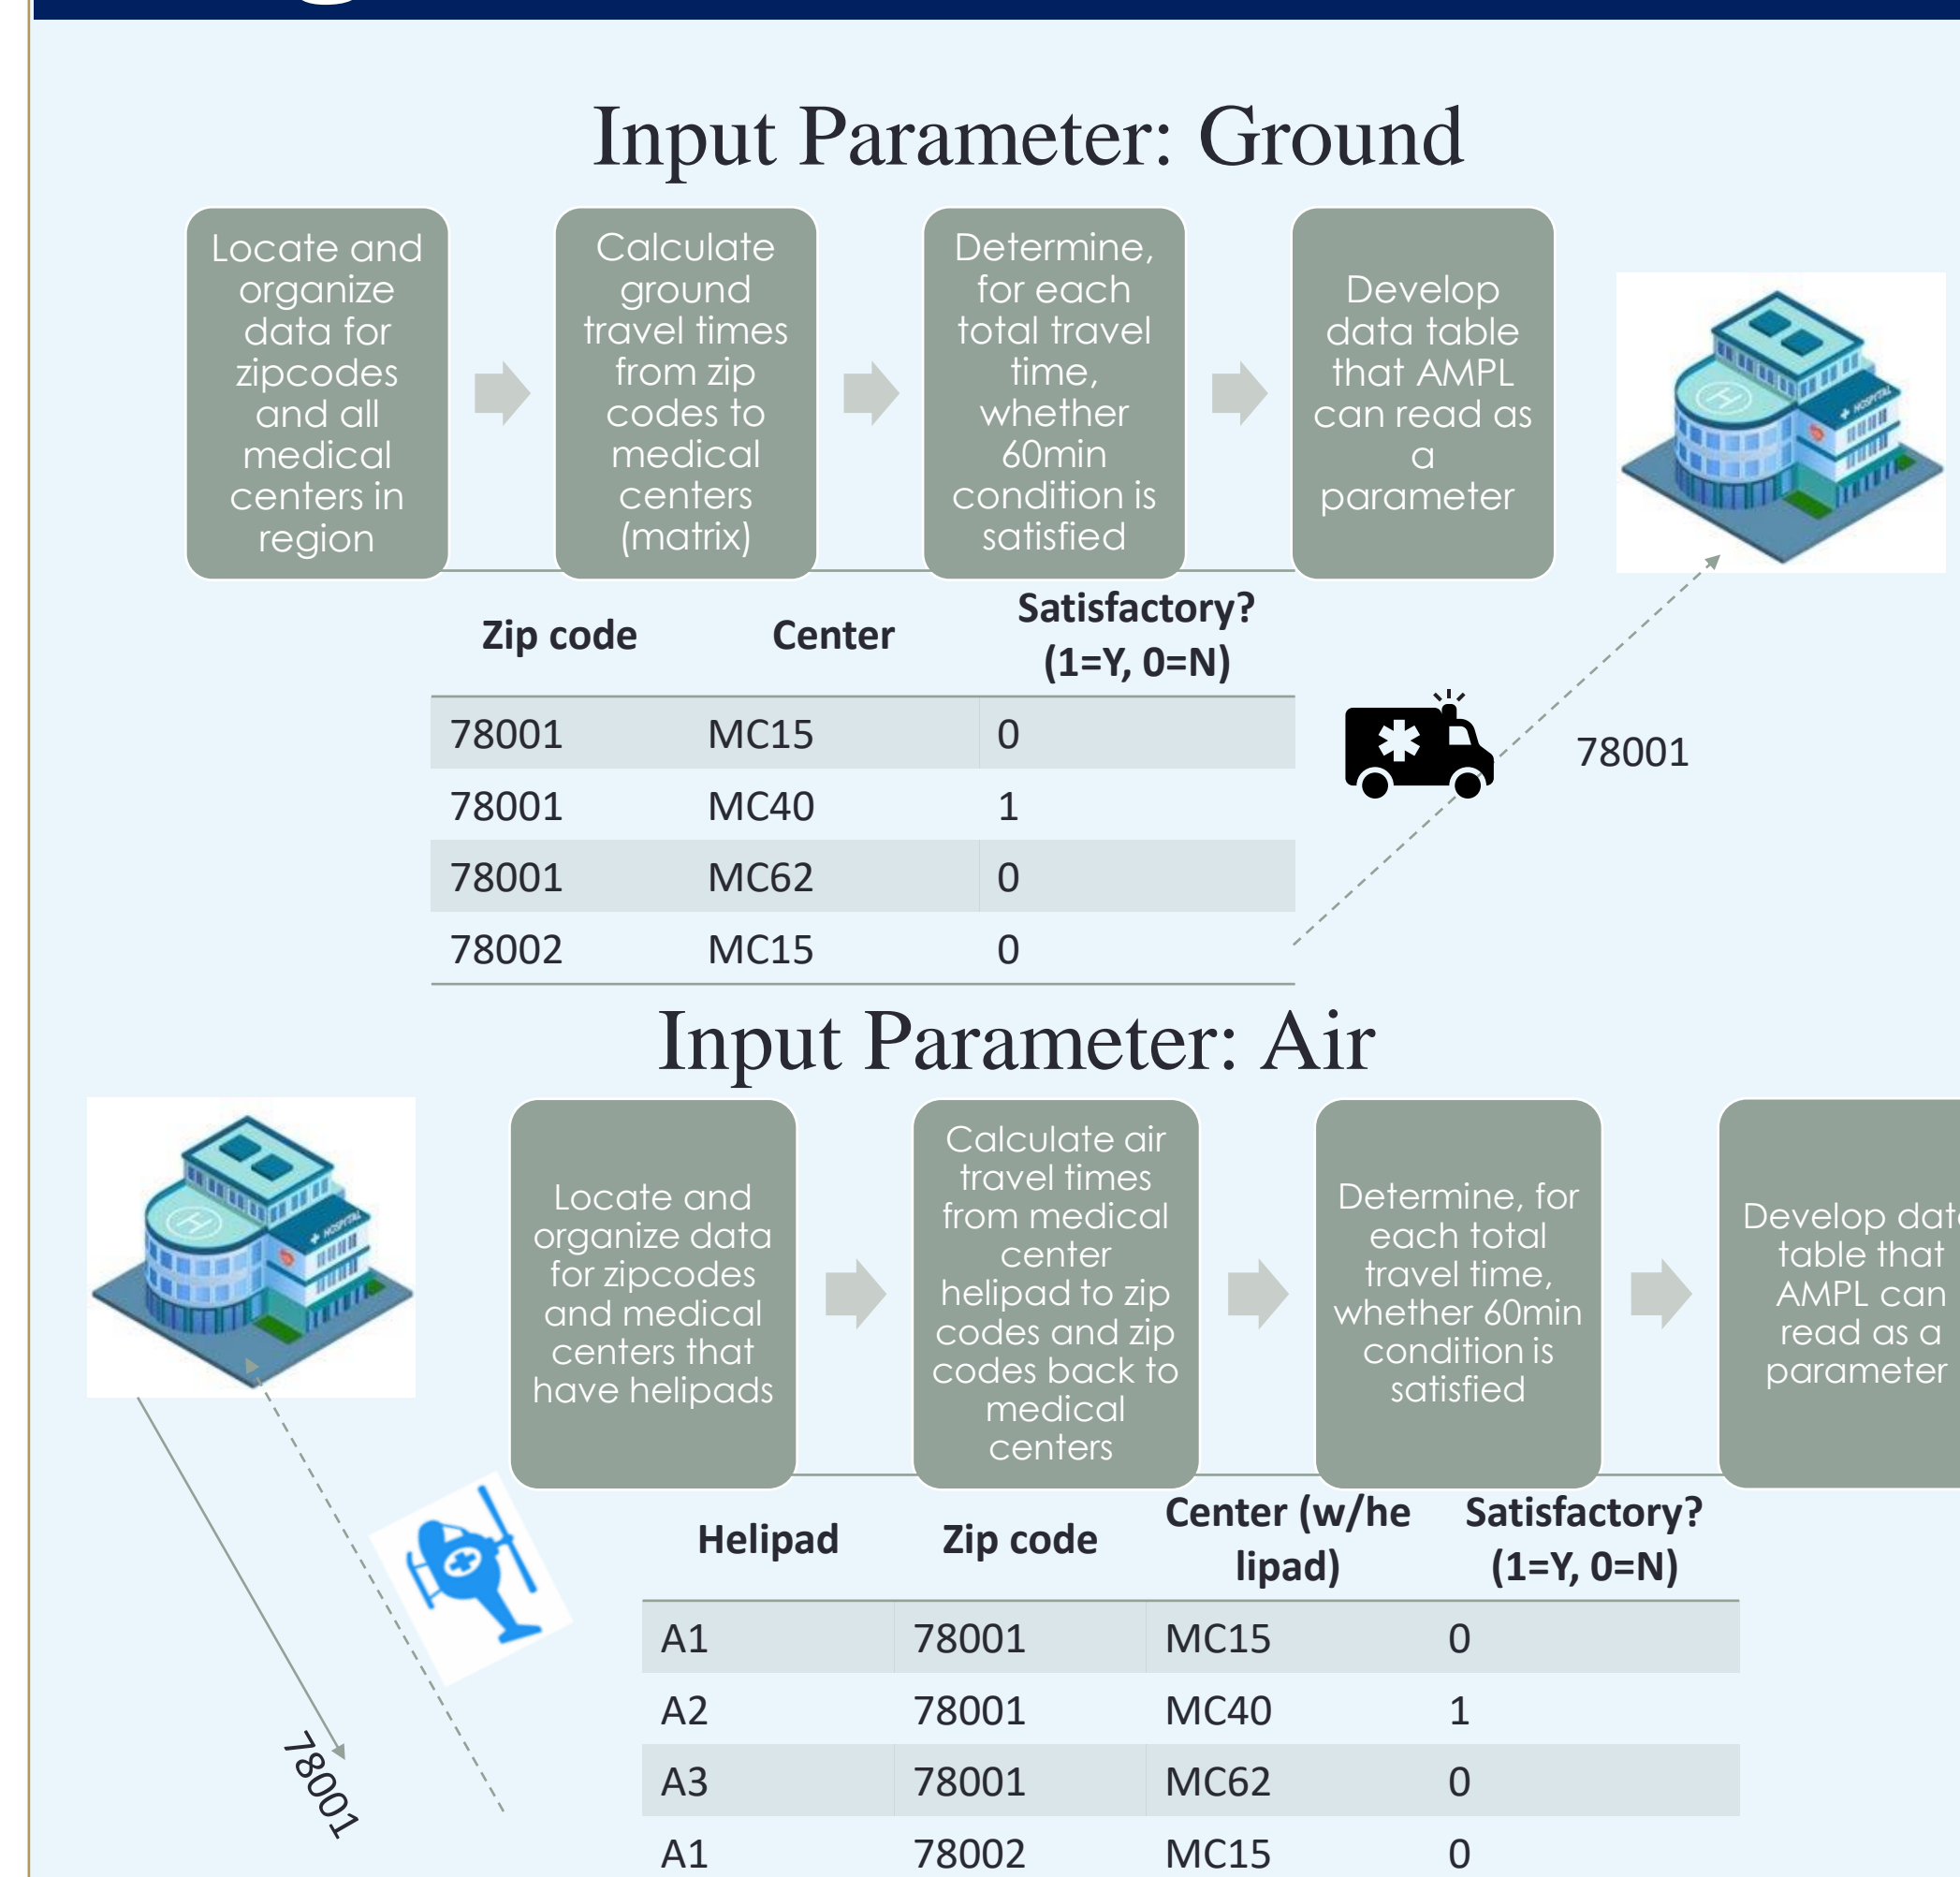 Input Parameter: Ground
Locate and
organize
data for
zipcodes
and all
medical
centers in
region
Calculate
ground
travel times
from zip
codes to
medical
centers
(matrix)
Determine,
for each
total travel
time,
whether
60min
condition is
satisfied
Develop
data table
that AMPL
can read as
a
parameter
H
HOSPITAL
Zip code Center Satisfactory?
(1=Y, 0=N)
78001 MC15 0
78001 MC40 1
78001 MC62 0
78002 MC15 0
78001
Input Parameter: Air
H
HOSPITAL
Locate and
organize data
for zipcodes
and medical
centers that
have helipads
Calculate air
travel times
from medical
center
helipad to zip
codes and zip
codes back to
medical
centers
Determine, for
each total
travel time,
whether 60min
condition is
satisfied
Develop
table that
AMPL can
read as a
parameter
Helipad Zip code Center (w/he
lipad) Satisfactory?
(1=Y, 0=N)
A1 78001 MC15 0
A2 78001 MC40 1
A3 78001 MC62 0
A1 78002 MC15 0
78001